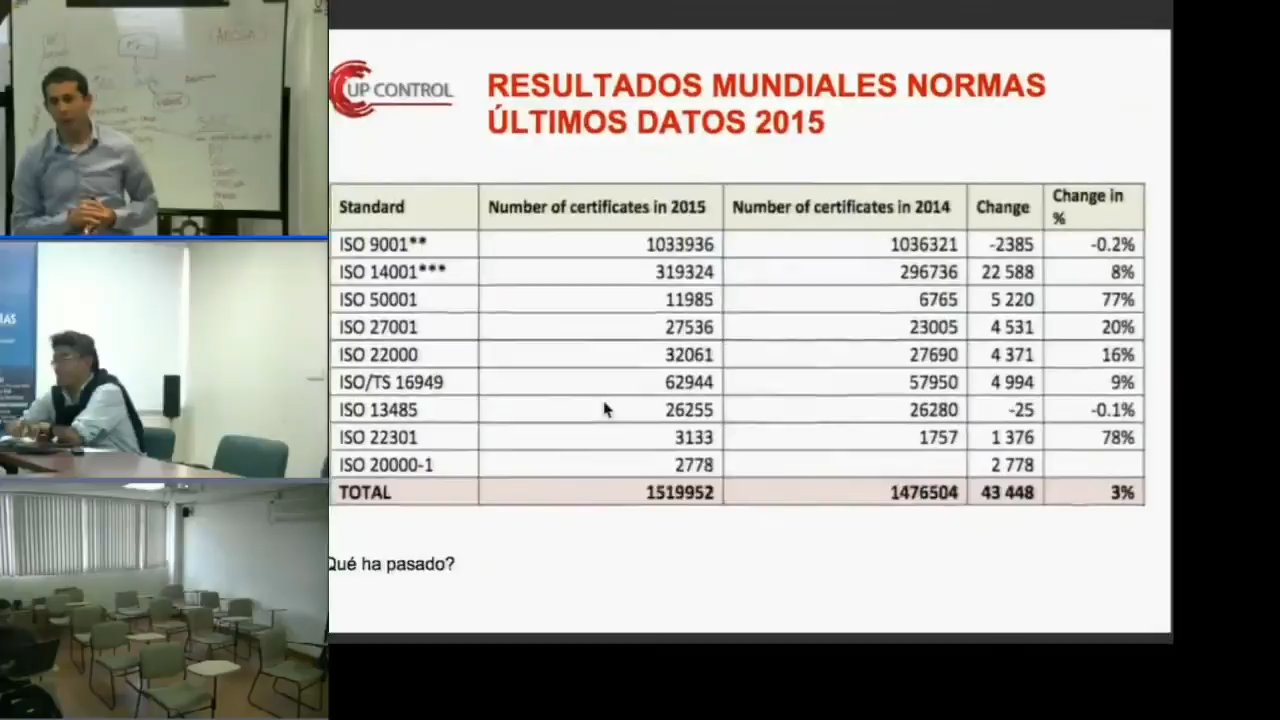 UP CONTROL
RESULTADOS MUNDIALES NORMAS
ÚLTIMOS DATOS 2015
Standard Number of certificates in 2015 Number of certificates in 2014 Change Change in %
ISO 9001** 1033936 1036321 -2385 -0.2%
ISO 14001*** 319324 296736 22 588 8%
ISO 50001 11985 6765 5 220 77%
ISO 27001 27536 23005 4 531 20%
ISO 22000 32061 27690 4 371 16%
ISO/TS 16949 62944 57950 4 994 9%
ISO 13485 26255 26280 -25 -0.1%
ISO 22301 3133 1757 1 376 78%
ISO 20000-1 2778 2 778
TOTAL 1519952 1476504 43 448 3%
Qué ha pasado?